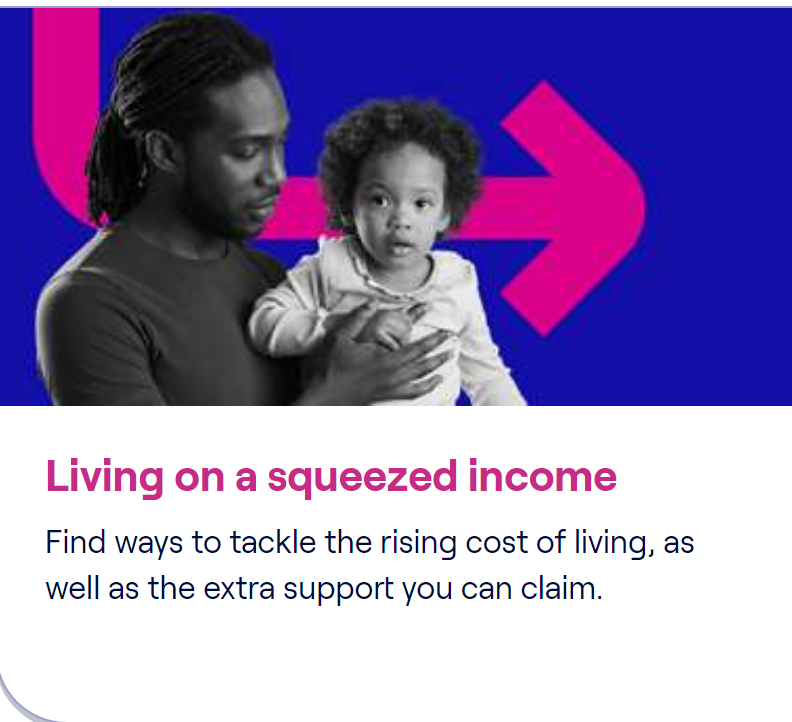 Living on a squeezed income
Find ways to tackle the rising cost of living, as
well as the extra support you can claim.